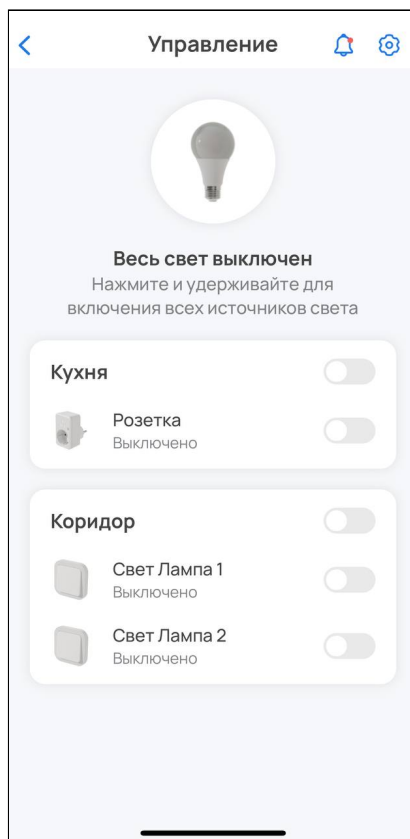 Управление
Весь свет выключен
Нажмите и удерживайте для
включения всех источников света
Кухня
Розетка
Выключено
Коридор
Свет Лампа 1
Выключено
Свет Лампа 2
Выключено